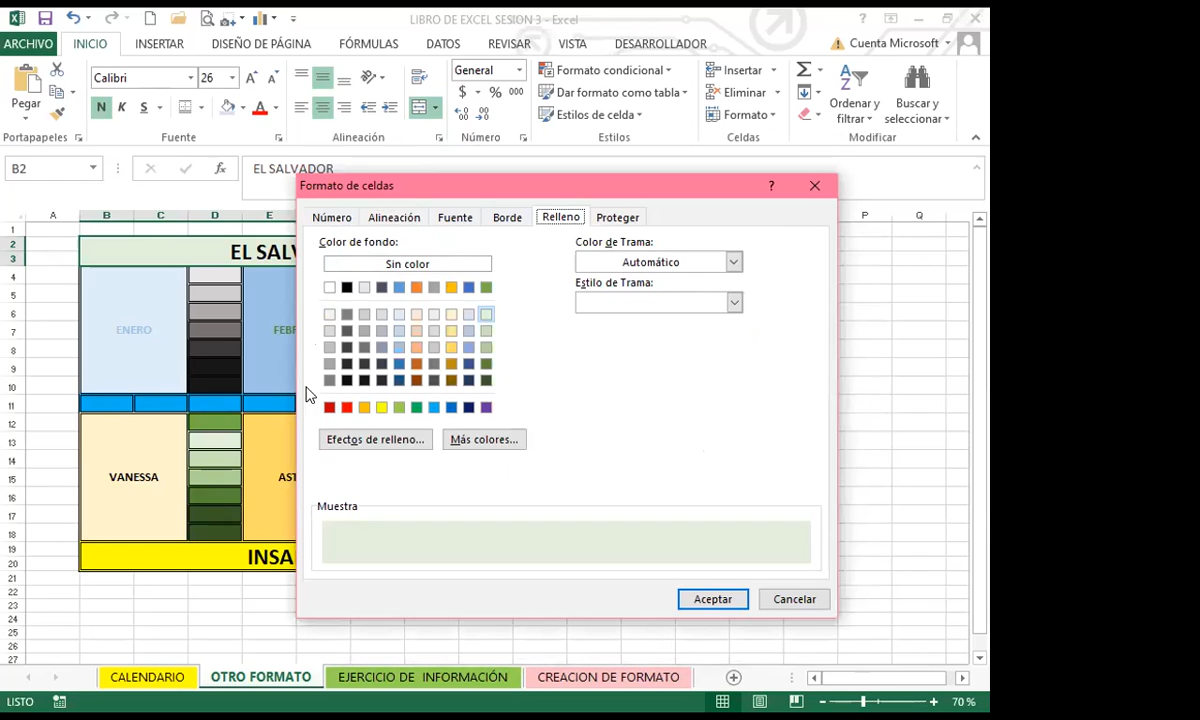 LIBRO DE EXCEL SESION 3 - Excel
ARCHIVO INICIO INSERTAR DISEÑO DE PÁGINA FÓRMULAS DATOS REVISAR VISTA DESARROLLADOR Cuenta Microsoft
Pegar
Calibri 26
N K S A
General
$ % 000
Formato condicional
Dar formato como tabla
Estilos de celda
Insertar
Eliminar
Formato
Ordenar y filtrar
Buscar y seleccionar
Portapapeles Fuente Alineación Número Estilos Celdas Modificar
B2 fx EL SALVADOR
Formato de celdas ?
Número Alineación Fuente Borde Relleno Proteger
Color de fondo:
Sin color
Color de Trama:
Automático
Estilo de Trama:
Efectos de relleno...
Más colores...
Muestra
Aceptar Cancelar
A B C D E P Q
1
2
3
4
5
6
7
8
9
10
11
12
13
14
15
16
17
18
19
20
21
22
23
24
25
26
27
EL SALV
ENERO FEBR
VANESSA AST
INSA
CALENDARIO OTRO FORMATO EJERCICIO DE INFORMACIÓN CREACION DE FORMATO
LISTO 70 %